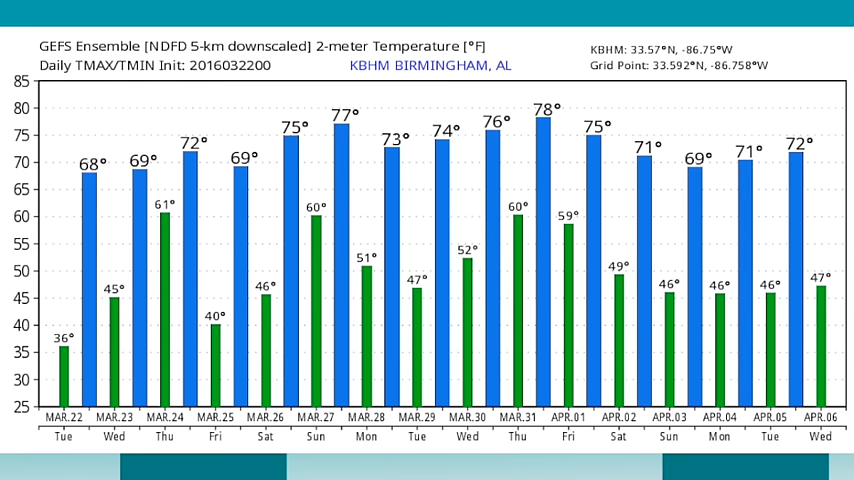 GEFS Ensemble [NDFD 5-km downscaled] 2-meter Temperature [°F]
KBHM: 33.57°N, -86.75°W
Daily TMAX/TMIN Init: 2016032200
KBHM BIRMINGHAM, AL
Grid Point: 33.592°N, -86.758°W
85
80
75
70
65
60
55
50
45
40
35
30
25
36° 68° 45° 69° 61° 72° 40° 69° 46° 75° 60° 77° 51° 73° 47° 74° 52° 76° 60° 78° 59° 75° 49° 71° 46° 69° 46° 71° 46° 72° 47°
MAR.22 MAR.23 MAR.24 MAR.25 MAR.26 MAR.27 MAR.28 MAR.29 MAR.30 MAR.31 APR.01 APR.02 APR.03 APR.04 APR.05 APR.06
Tue Wed Thu Fri Sat Sun Mon Tue Wed Thu Fri Sat Sun Mon Tue Wed